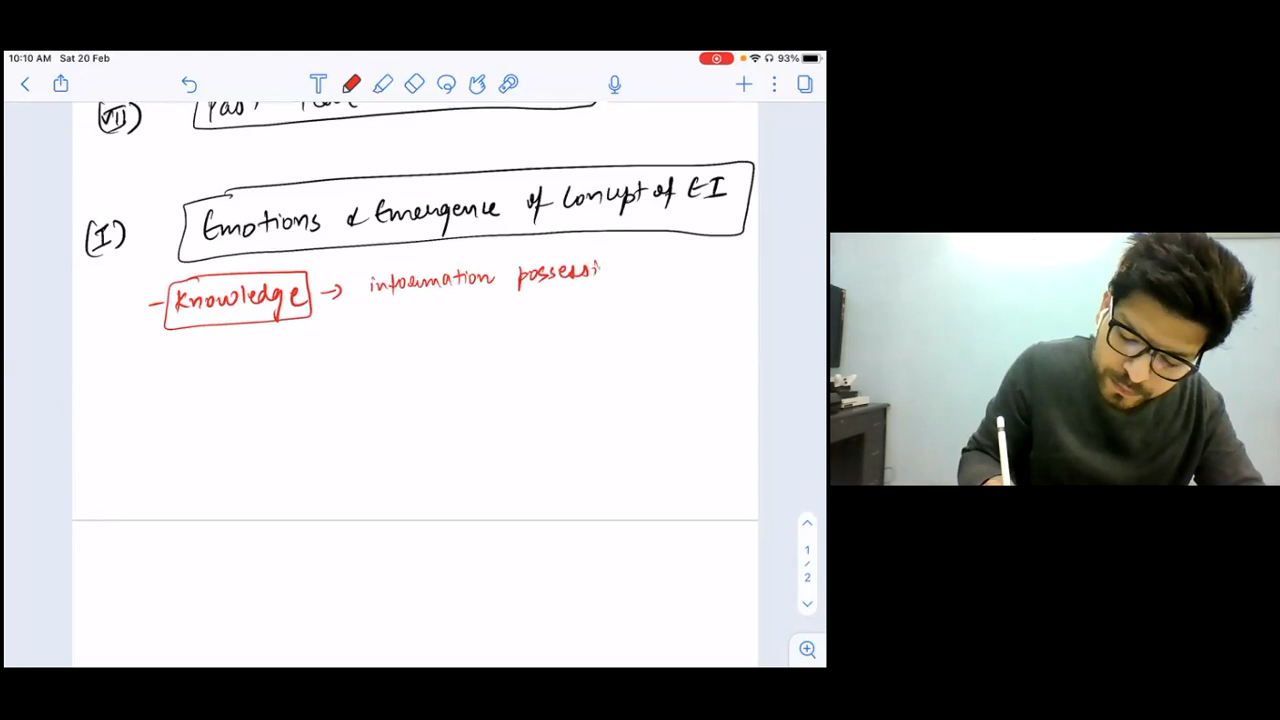 10:10 AM Sat 20 Feb
93%
T
(VII)
(I) Emotions & Emergence of Concept of EI
- Knowledge → information possessi
1
/
2